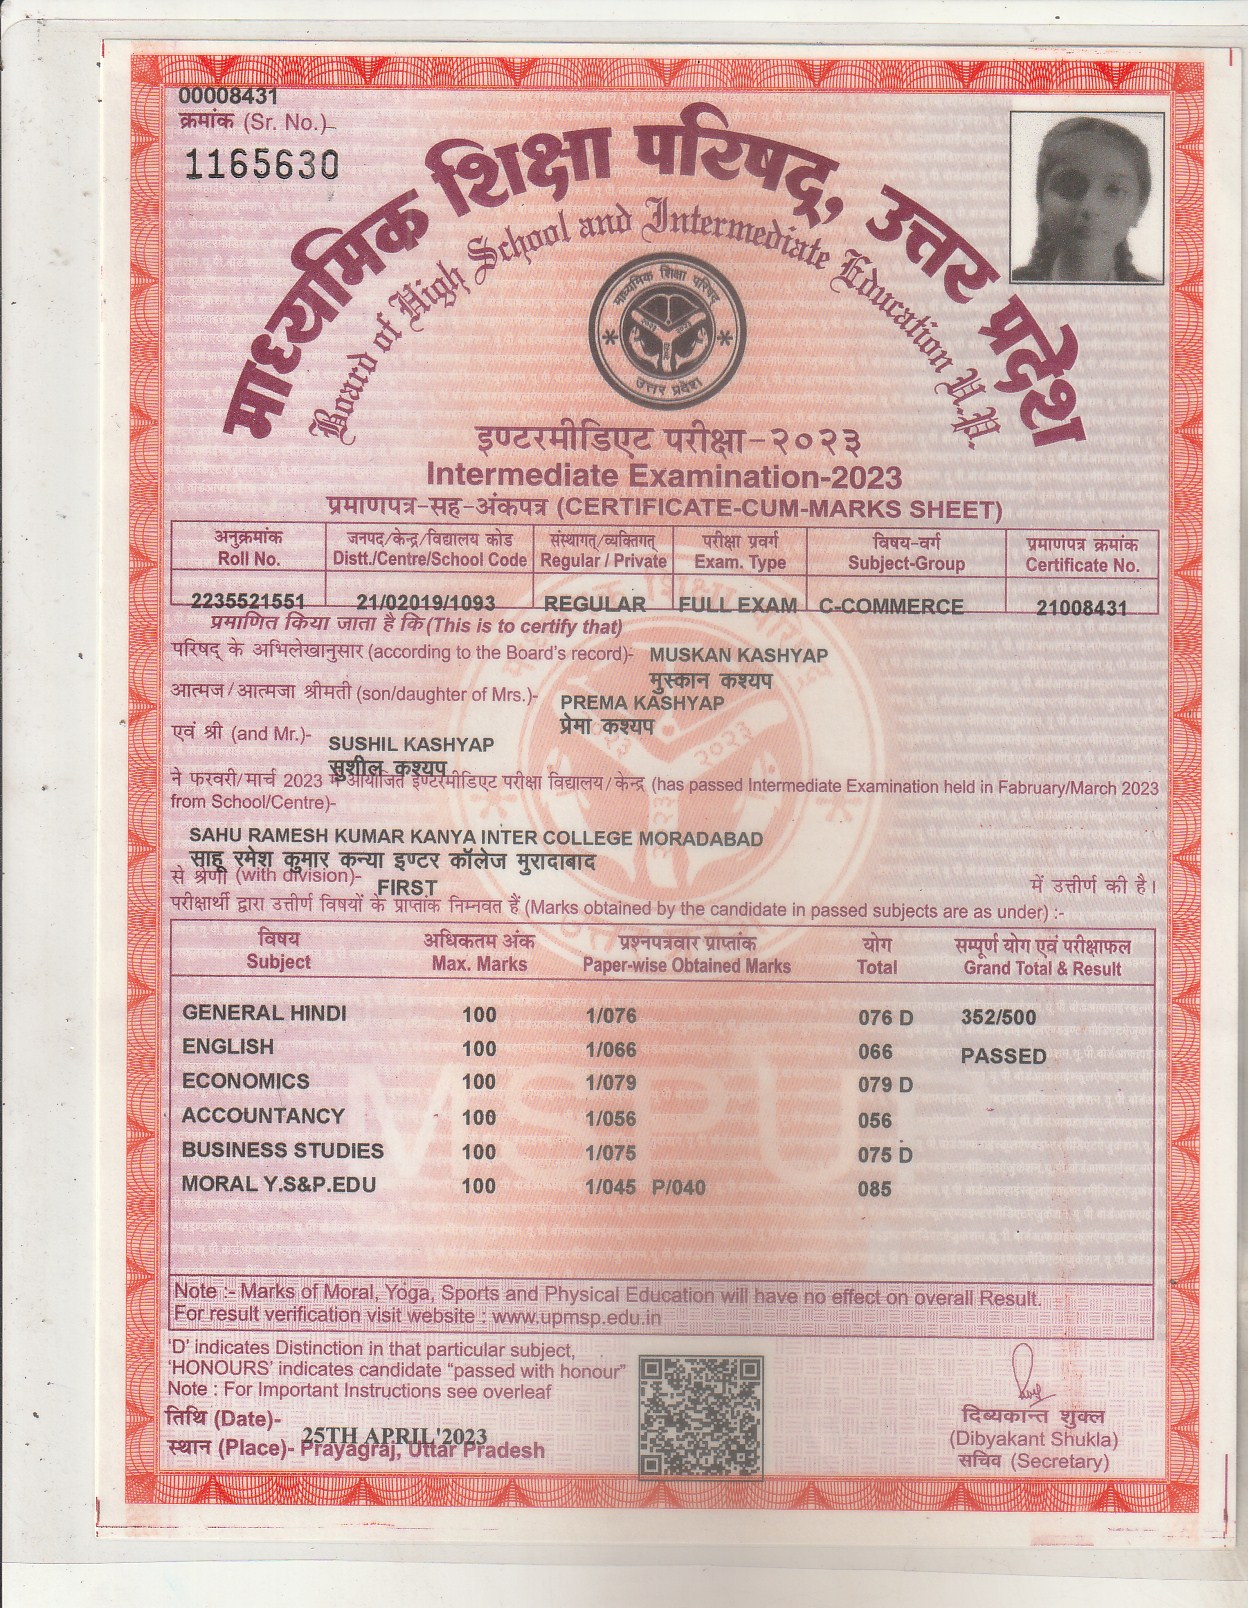 00008431
क्रमांक (Sr. No.)
1165630
माध्यमिक शिक्षा परिषद्, उत्तर प्रदेश
Board of High School and Intermediate Education U.P.
माध्यमिक शिक्षा परिषद
उत्तर प्रदेश
इण्टरमीडिएट परीक्षा-२०२३
Intermediate Examination-2023
प्रमाणपत्र-सह-अंकपत्र (CERTIFICATE-CUM-MARKS SHEET)
अनुक्रमांक जनपद/केन्द्र/विद्यालय कोड संस्थागत्/व्यक्तिगत् परीक्षा प्रवर्ग विषय-वर्ग प्रमाणपत्र क्रमांक
Roll No. Distt./Centre/School Code Regular / Private Exam. Type Subject-Group Certificate No.
2235521551 21/02019/1093 REGULAR FULL EXAM C-COMMERCE 21008431
प्रमाणित किया जाता है कि (This is to certify that)
परिषद् के अभिलेखानुसार (according to the Board's record)- MUSKAN KASHYAP
मुस्कान कश्यप
आत्मज/आत्मजा श्रीमती (son/daughter of Mrs.)- PREMA KASHYAP
प्रेमा कश्यप
एवं श्री (and Mr.)- SUSHIL KASHYAP
सुशील कश्यप
ने फरवरी/मार्च 2023 में आयोजित इण्टरमीडिएट परीक्षा विद्यालय/केन्द्र (has passed Intermediate Examination held in Fabruary/March 2023
from School/Centre)-
SAHU RAMESH KUMAR KANYA INTER COLLEGE MORADABAD
साहू रमेश कुमार कन्या इण्टर कॉलेज मुरादाबाद
से श्रेणी (with division)- FIRST में उत्तीर्ण की है।
परीक्षार्थी द्वारा उत्तीर्ण विषयों के प्राप्तांक निम्नवत हैं (Marks obtained by the candidate in passed subjects are as under) :-
विषय अधिकतम अंक प्रश्नपत्रवार प्राप्तांक योग सम्पूर्ण योग एवं परीक्षाफल
Subject Max. Marks Paper-wise Obtained Marks Total Grand Total & Result
GENERAL HINDI 100 1/076 076 D 352/500
ENGLISH 100 1/066 066 PASSED
ECONOMICS 100 1/079 079 D
ACCOUNTANCY 100 1/056 056
BUSINESS STUDIES 100 1/075 075 D
MORAL Y.S&P.EDU 100 1/045 P/040 085
Note :- Marks of Moral, Yoga, Sports and Physical Education will have no effect on overall Result.
For result verification visit website : www.upmsp.edu.in
'D' indicates Distinction in that particular subject,
'HONOURS' indicates candidate "passed with honour"
Note : For Important Instructions see overleaf
तिथि (Date)- 25TH APRIL'2023
स्थान (Place)- Prayagraj, Uttar Pradesh
दिब्यकान्त शुक्ल
(Dibyakant Shukla)
सचिव (Secretary)